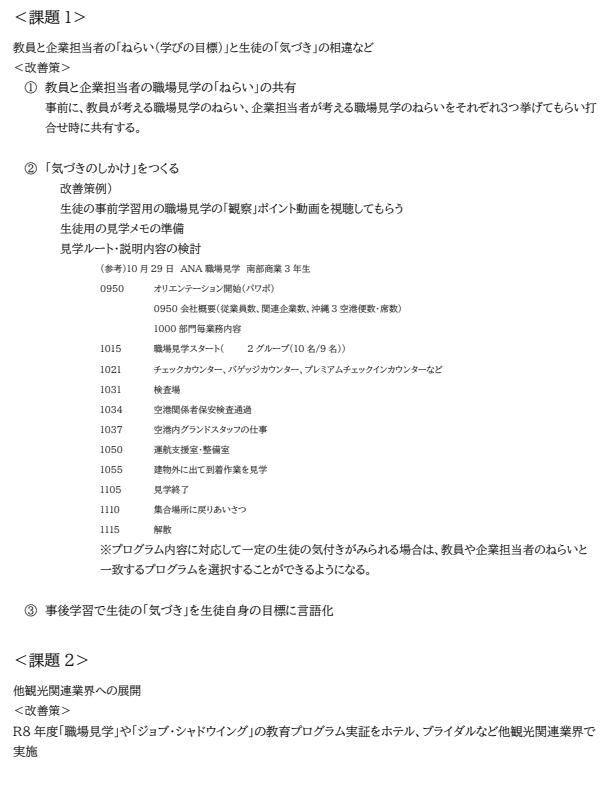 ＜課題 1＞
教員と企業担当者の「ねらい(学びの目標)」と生徒の「気づき」の相違など
＜改善策＞
① 教員と企業担当者の職場見学の「ねらい」の共有
事前に、教員が考える職場見学のねらい、企業担当者が考える職場見学のねらいをそれぞれ3つ挙げてもらい打
合せ時に共有する。
② 「気づきのしかけ」をつくる
改善策例)
生徒の事前学習用の職場見学の「観察」ポイント動画を視聴してもらう
生徒用の見学メモの準備
見学ルート・説明内容の検討
(参考)10 月 29 日 ANA 職場見学 南部商業 3 年生
0950 オリエンテーション開始(パワポ)
0950 会社概要(従業員数、関連企業数、沖縄 3 空港便数・席数)
1000 部門毎業務内容
1015 職場見学スタート( 2 グループ(10 名/9 名))
1021 チェックカウンター、バゲッジカウンター、プレミアムチェックインカウンターなど
1031 検査場
1034 空港関係者保安検査通過
1037 空港内グランドスタッフの仕事
1050 運航支援室・整備室
1055 建物外に出て到着作業を見学
1105 見学終了
1110 集合場所に戻りあいさつ
1115 解散
※プログラム内容に対応して一定の生徒の気付きがみられる場合は、教員や企業担当者のねらいと
一致するプログラムを選択することができるようになる。
③ 事後学習で生徒の「気づき」を生徒自身の目標に言語化
＜課題 2＞
他観光関連業界への展開
＜改善策＞
R8 年度「職場見学」や「ジョブ・シャドウイング」の教育プログラム実証をホテル、ブライダルなど他観光関連業界で
実施